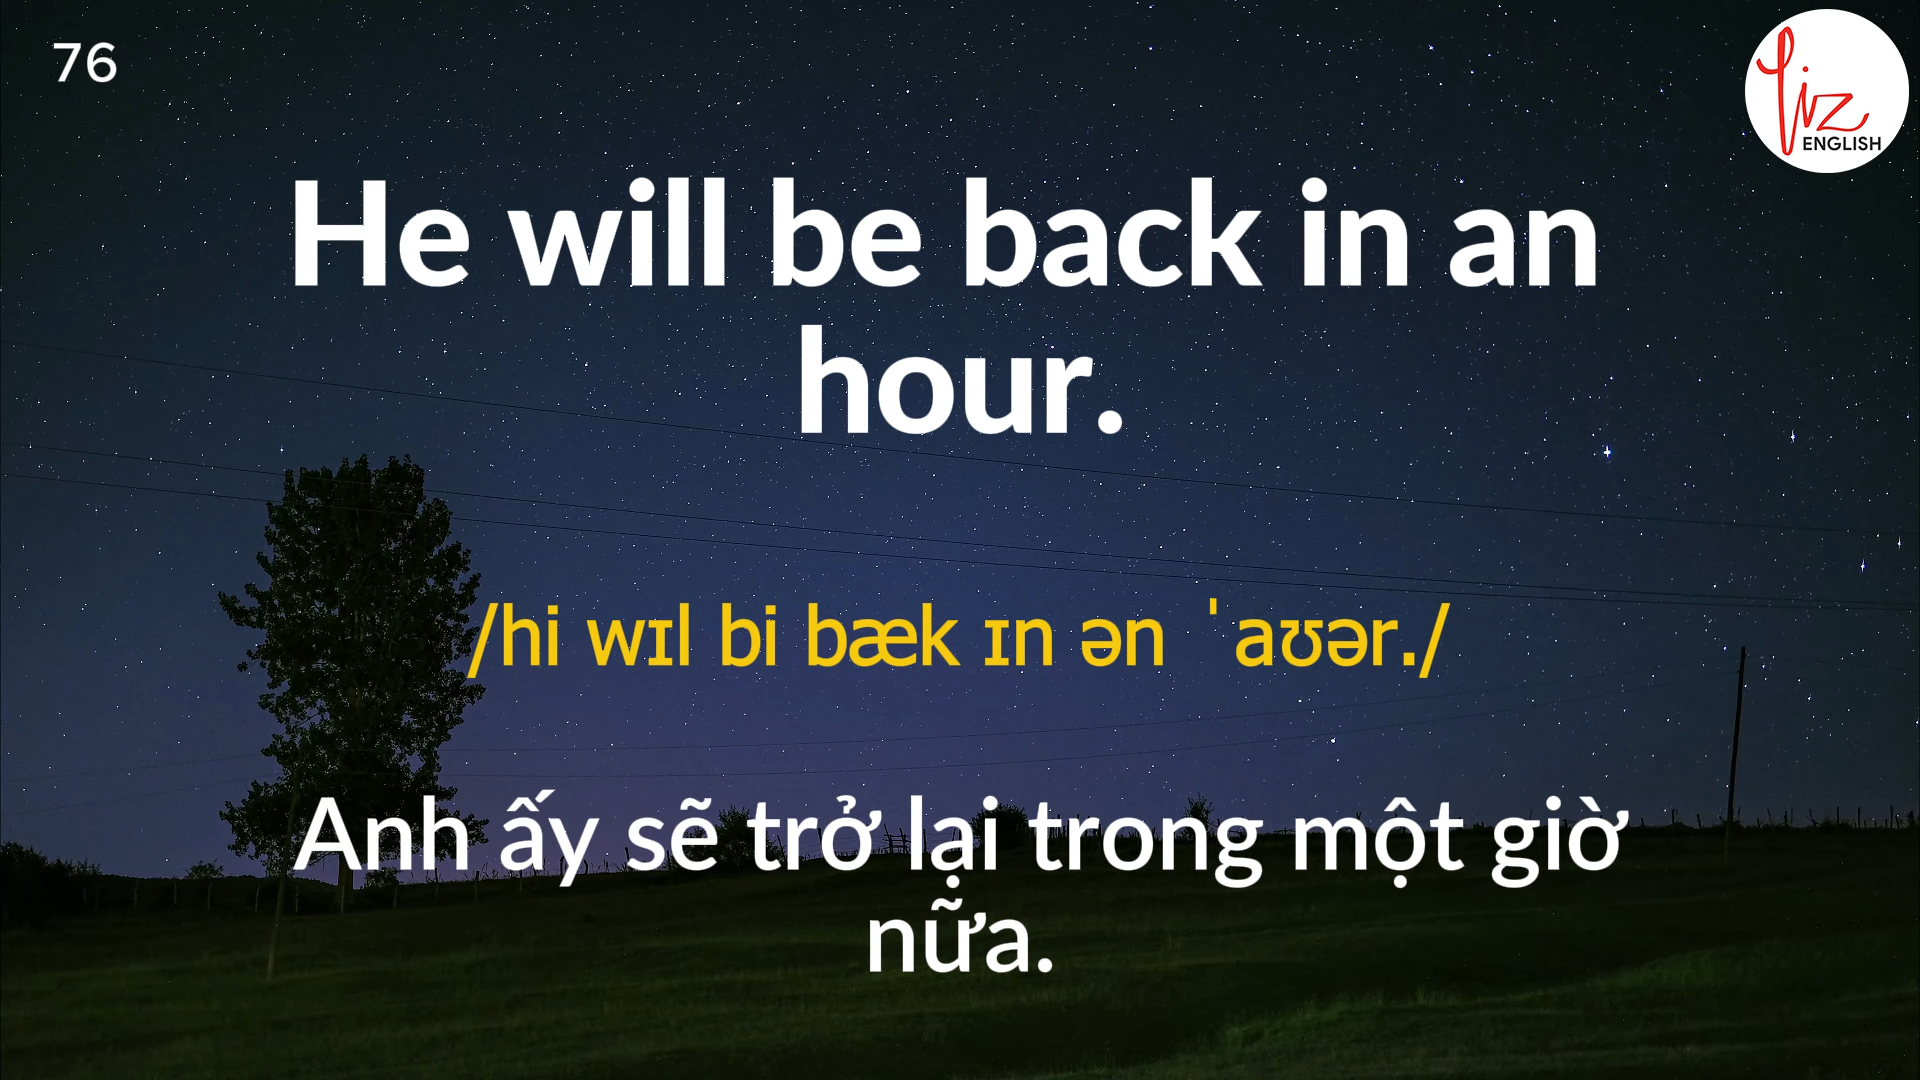 76
Liz
ENGLISH
He will be back in an
hour.
/hi wɪl bi bæk ɪn ən ˈaʊər./
Anh ấy sẽ trở lại trong một giờ
nữa.